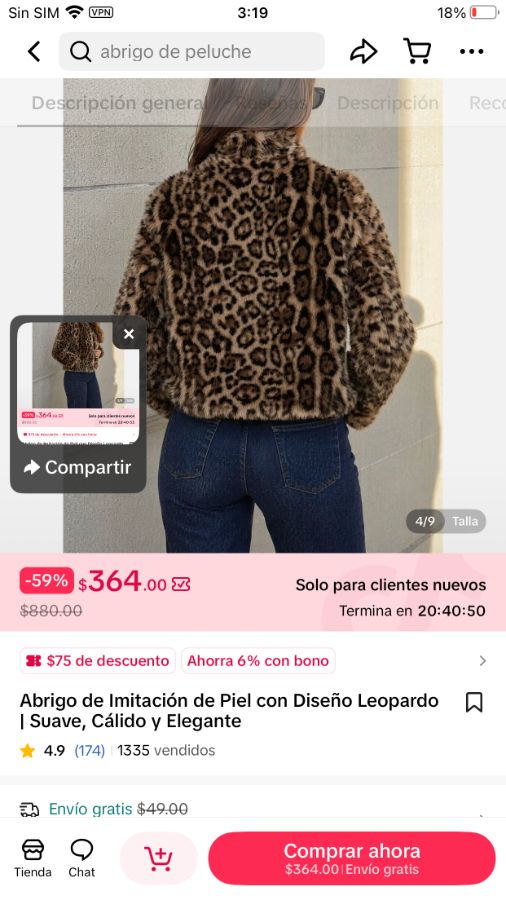 Sin SIM VPN 3:19 18%
abrigo de peluche
Descripción general Reseñas Descripción Reco
Compartir
4/9 Talla
-59% $364.00 Solo para clientes nuevos
$880.00 Termina en 20:40:50
$75 de descuento Ahorra 6% con bono
Abrigo de Imitación de Piel con Diseño Leopardo
| Suave, Cálido y Elegante
4.9 (174) 1335 vendidos
Envío gratis $49.00
Comprar ahora
Tienda Chat $364.00 | Envío gratis